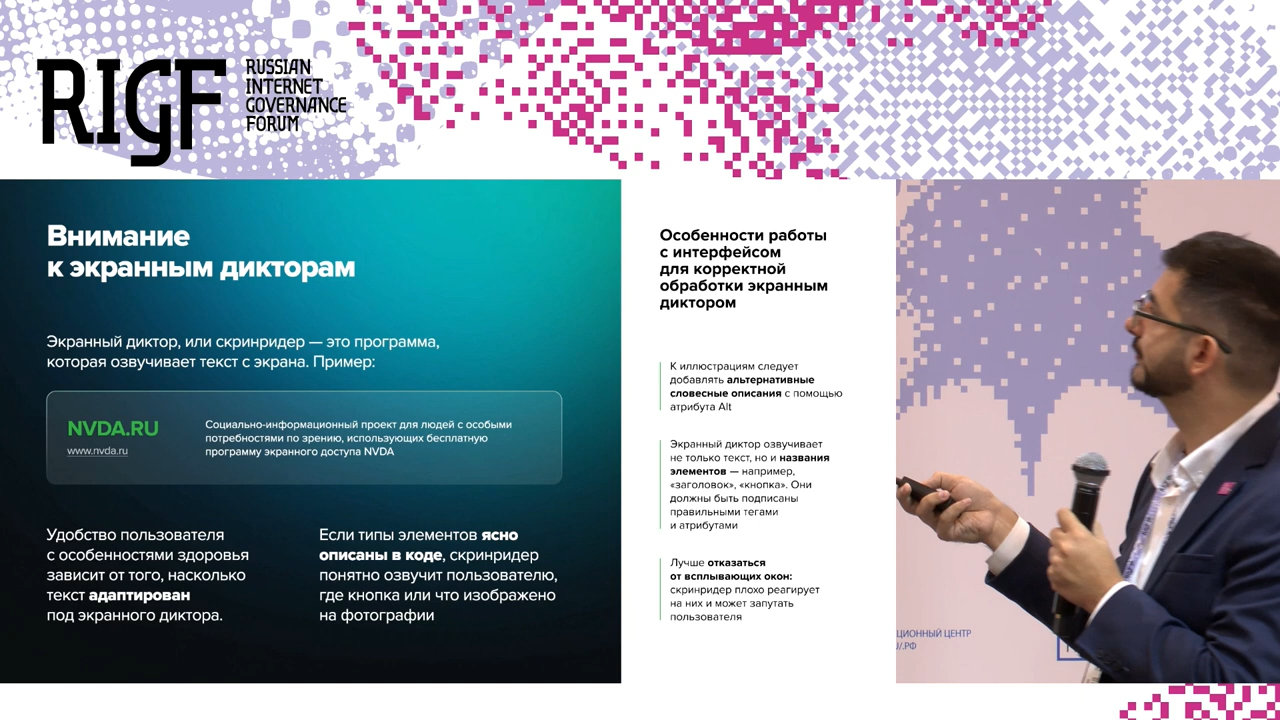 RIGF
RUSSIAN
INTERNET
GOVERNANCE
FORUM
Внимание
к экранным дикторам
Экранный диктор, или скринридер — это программа,
которая озвучивает текст с экрана. Пример:
NVDA.RU
www.nvda.ru
Социально-информационный проект для людей с особыми
потребностями по зрению, использующих бесплатную
программу экранного доступа NVDA
Удобство пользователя
с особенностями здоровья
зависит от того, насколько
текст адаптирован
под экранного диктора.
Если типы элементов ясно
описаны в коде, скринридер
понятно озвучит пользователю,
где кнопка или что изображено
на фотографии
Особенности работы
с интерфейсом
для корректной
обработки экранным
диктором
К иллюстрациям следует
добавлять альтернативные
словесные описания с помощью
атрибута Alt
Экранный диктор озвучивает
не только текст, но и названия
элементов — например,
«заголовок», «кнопка». Они
должны быть подписаны
правильными тегами
и атрибутами
Лучше отказаться
от всплывающих окон:
скринридер плохо реагирует
на них и может запутать
пользователя
ЦИОННЫЙ ЦЕНТР
/.РФ